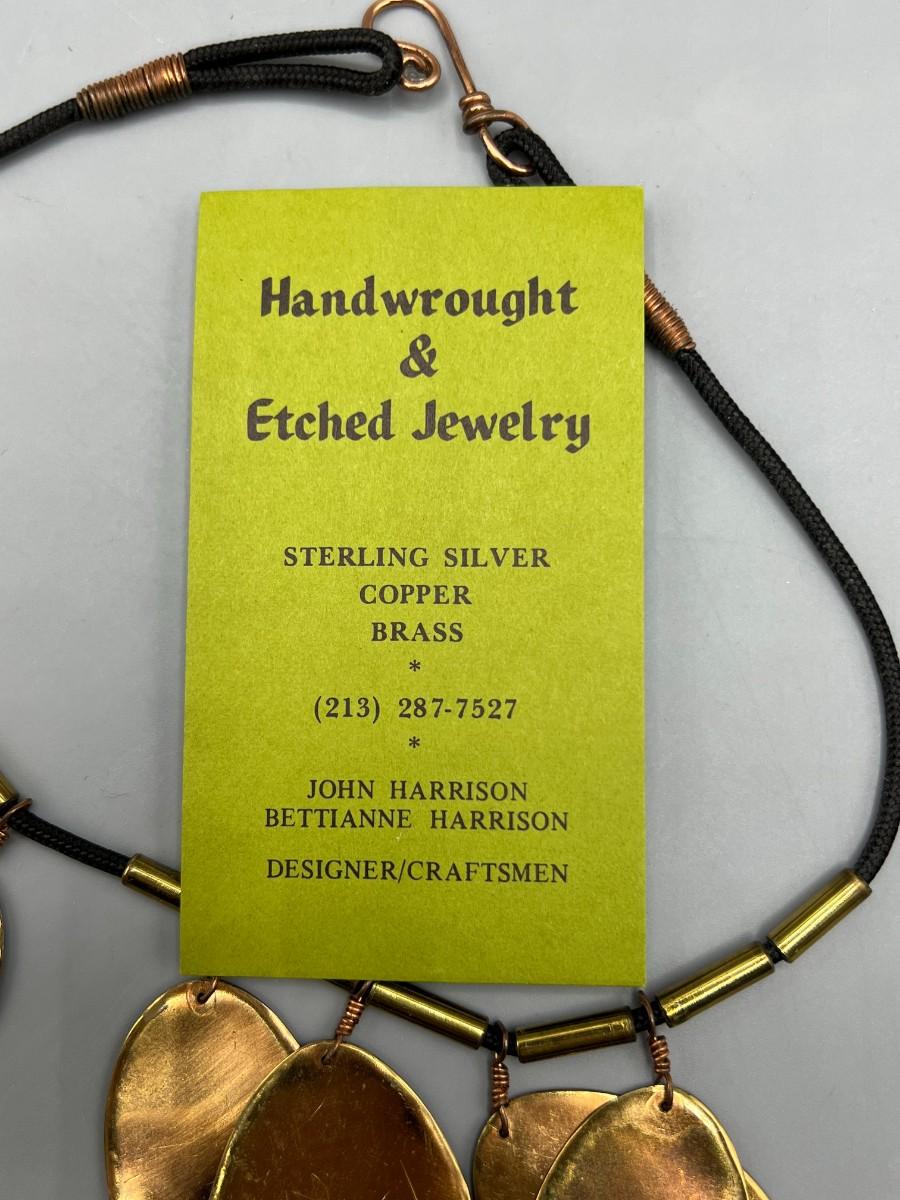 Handwrought
&
Etched Jewelry
STERLING SILVER
COPPER
BRASS
*
(213) 287-7527
*
JOHN HARRISON
BETTIANNE HARRISON
DESIGNER/CRAFTSMEN